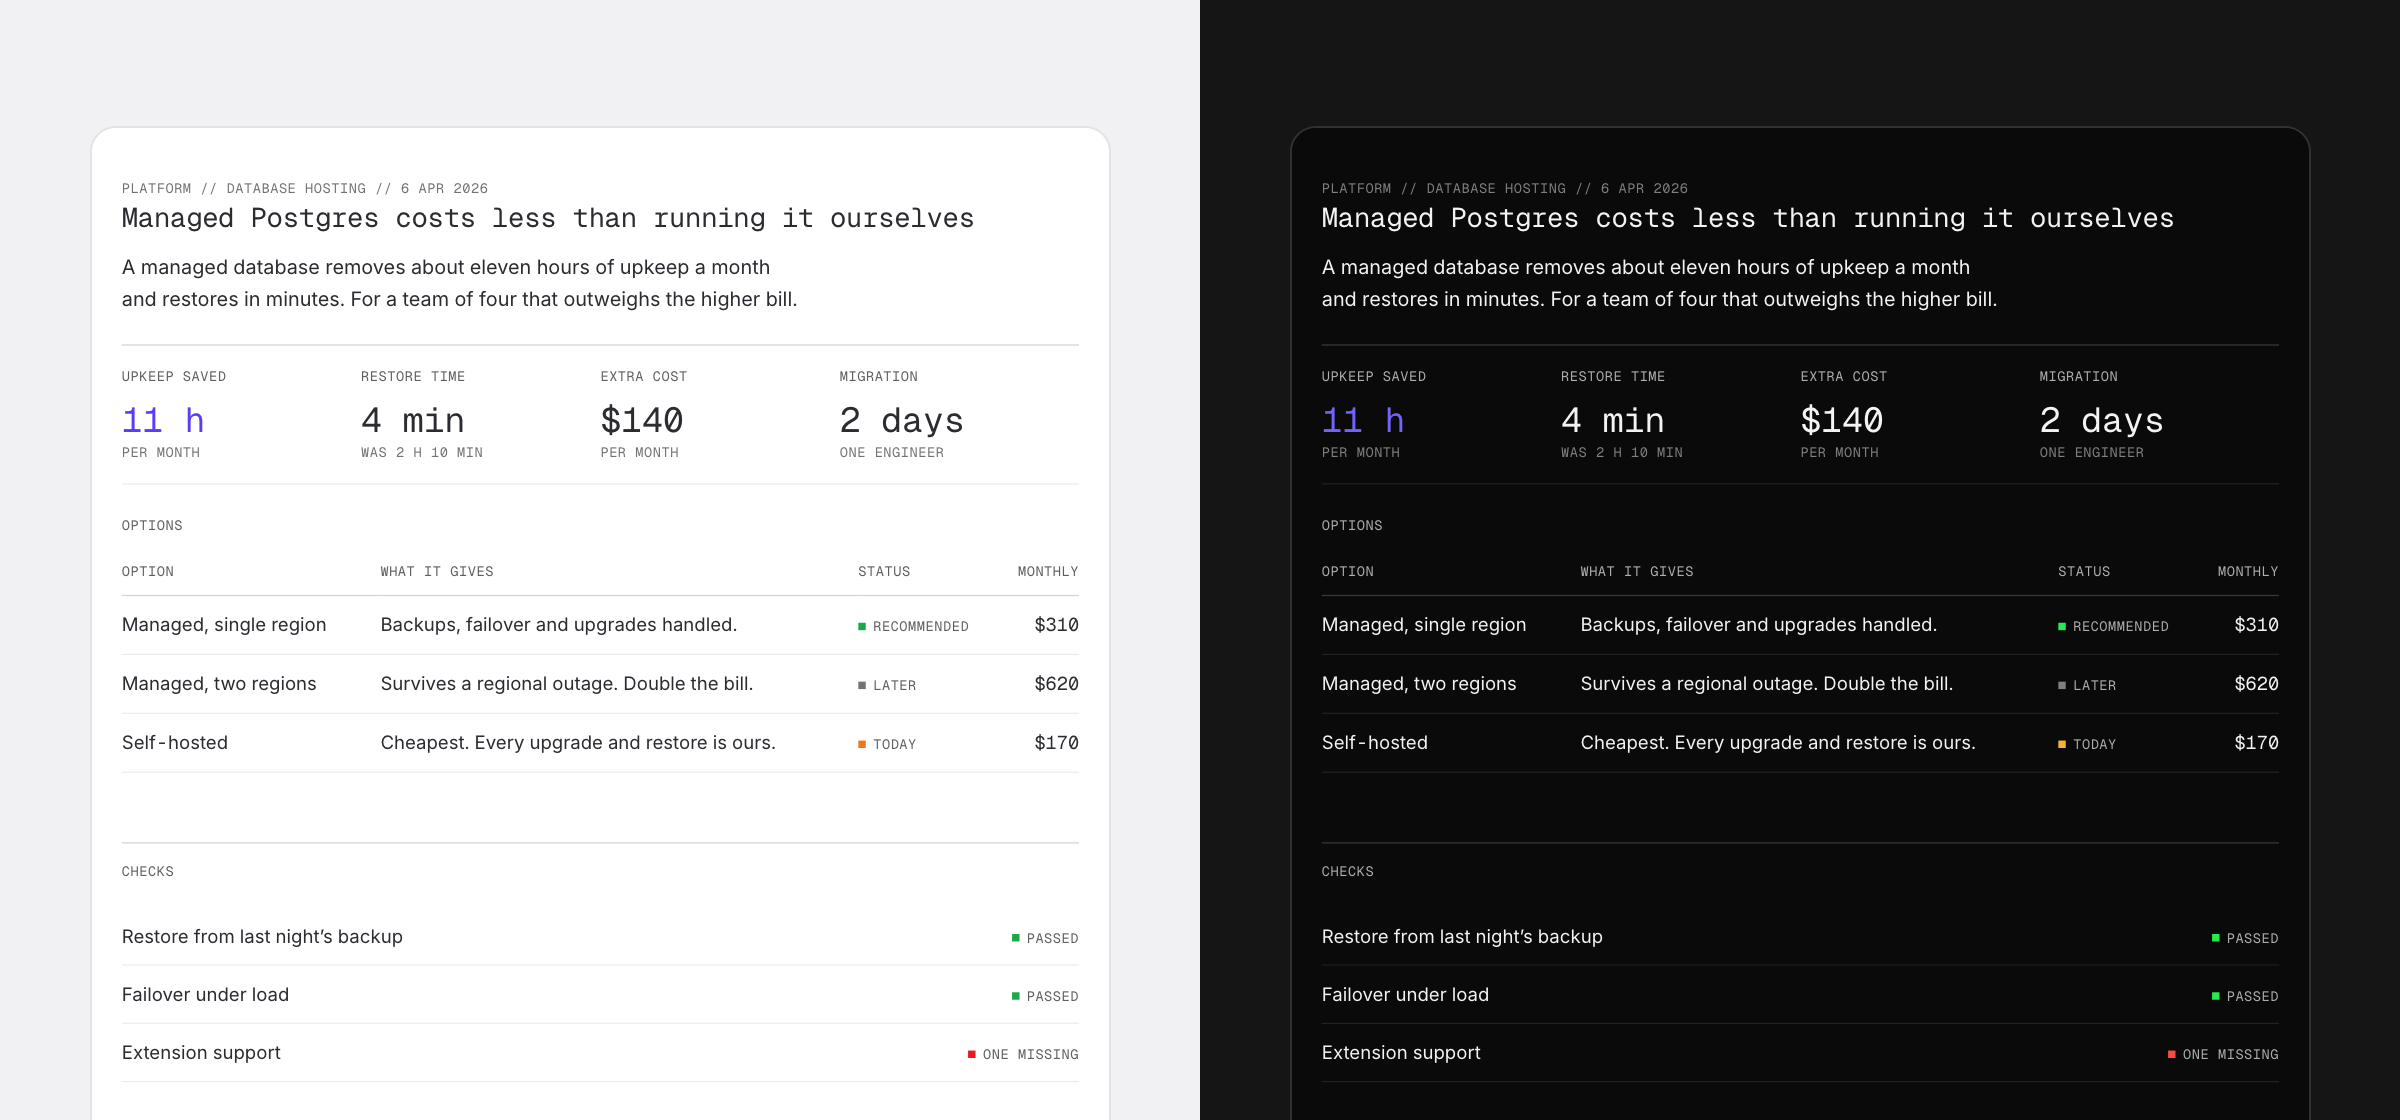 PLATFORM // DATABASE HOSTING // 6 APR 2026
Managed Postgres costs less than running it ourselves
A managed database removes about eleven hours of upkeep a month
and restores in minutes. For a team of four that outweighs the higher bill.
UPKEEP SAVED RESTORE TIME EXTRA COST MIGRATION
11 h 4 min $140 2 days
PER MONTH WAS 2 H 10 MIN PER MONTH ONE ENGINEER
OPTIONS
OPTION WHAT IT GIVES STATUS MONTHLY
Managed, single region Backups, failover and upgrades handled. RECOMMENDED $310
Managed, two regions Survives a regional outage. Double the bill. LATER $620
Self-hosted Cheapest. Every upgrade and restore is ours. TODAY $170
CHECKS
Restore from last night’s backup PASSED
Failover under load PASSED
Extension support ONE MISSING
PLATFORM // DATABASE HOSTING // 6 APR 2026
Managed Postgres costs less than running it ourselves
A managed database removes about eleven hours of upkeep a month
and restores in minutes. For a team of four that outweighs the higher bill.
UPKEEP SAVED RESTORE TIME EXTRA COST MIGRATION
11 h 4 min $140 2 days
PER MONTH WAS 2 H 10 MIN PER MONTH ONE ENGINEER
OPTIONS
OPTION WHAT IT GIVES STATUS MONTHLY
Managed, single region Backups, failover and upgrades handled. RECOMMENDED $310
Managed, two regions Survives a regional outage. Double the bill. LATER $620
Self-hosted Cheapest. Every upgrade and restore is ours. TODAY $170
CHECKS
Restore from last night’s backup PASSED
Failover under load PASSED
Extension support ONE MISSING